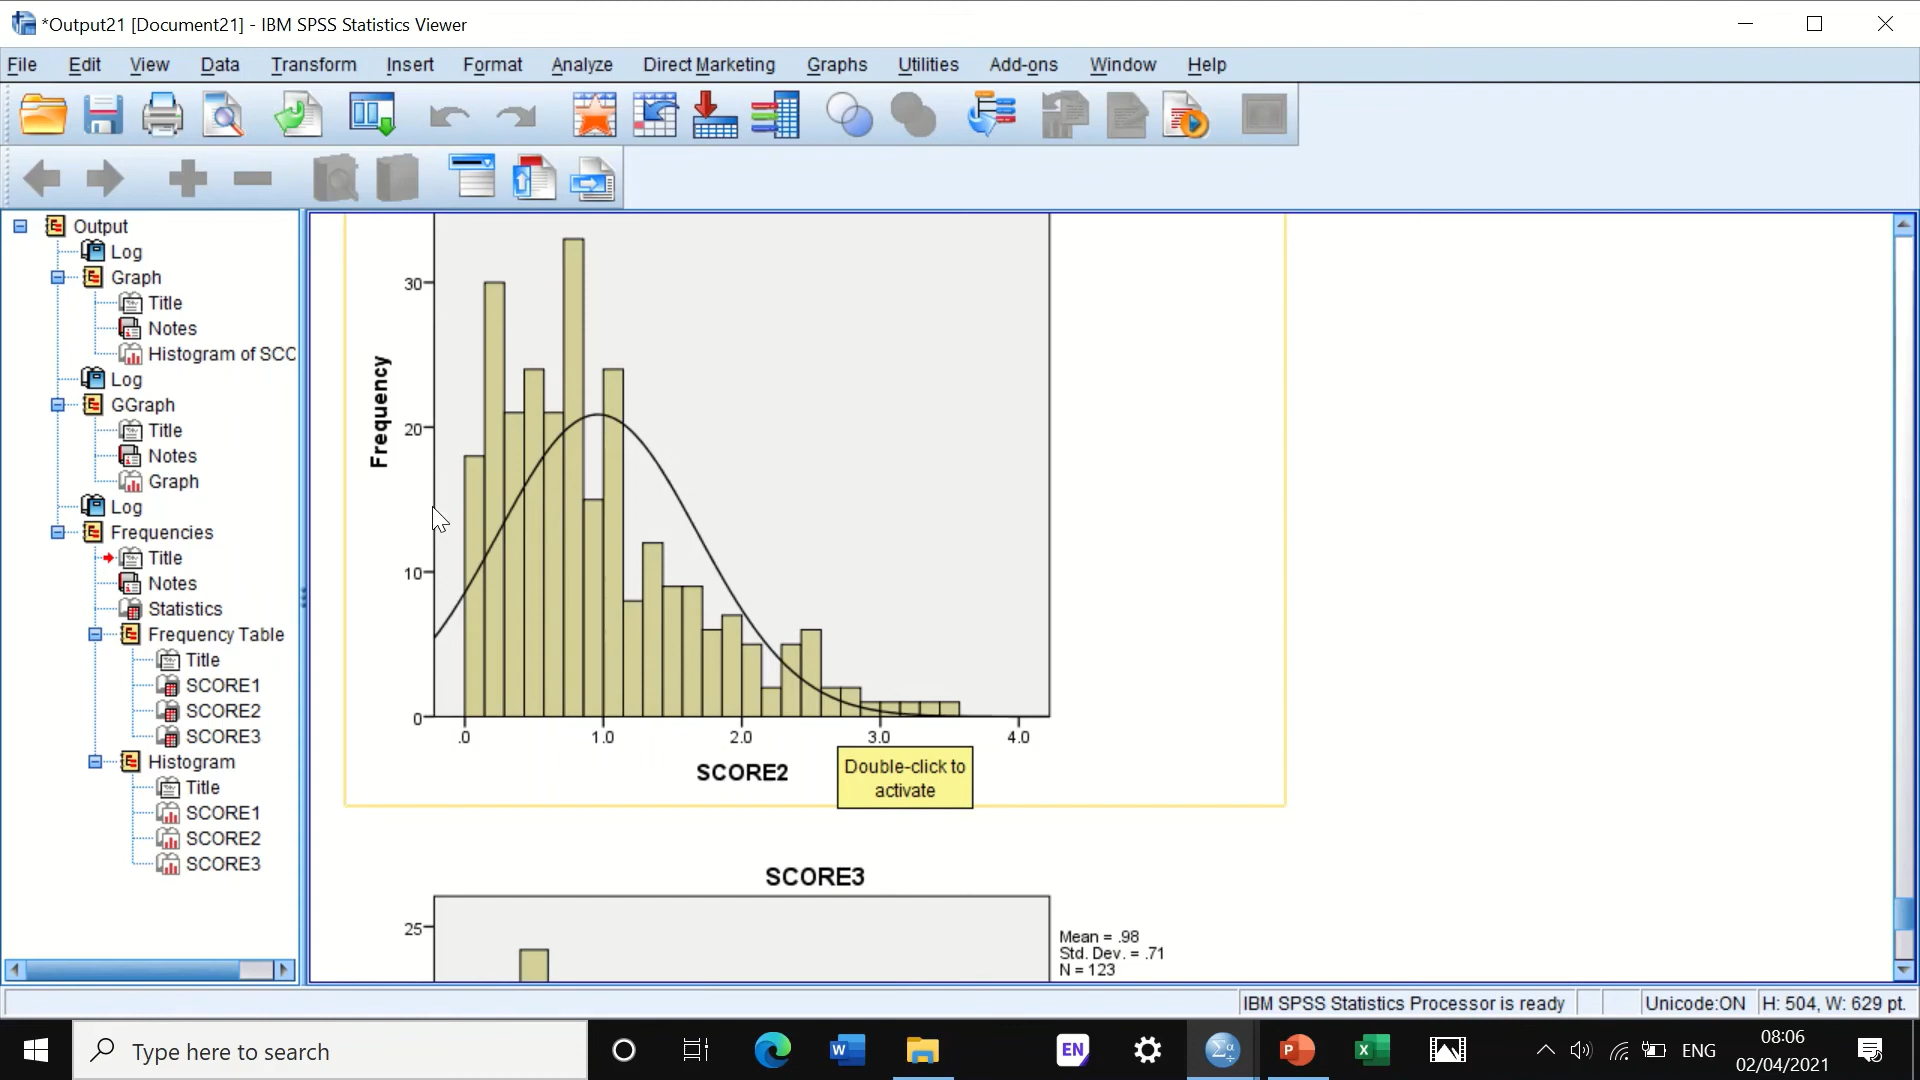 *Output21 [Document21] - IBM SPSS Statistics Viewer
File Edit View Data Transform Insert Format Analyze Direct Marketing Graphs Utilities Add-ons Window Help
Output
Log
Graph
Title
Notes
Histogram of SCO
Log
GGraph
Title
Notes
Graph
Log
Frequencies
Title
Notes
Statistics
Frequency Table
Title
SCORE1
SCORE2
SCORE3
Histogram
Title
SCORE1
SCORE2
SCORE3
30
Frequency
20
10
0
.0 1.0 2.0 3.0 4.0
SCORE2
Double-click to
activate
SCORE3
25
Mean = .98
Std. Dev. = .71
N = 123
IBM SPSS Statistics Processor is ready Unicode:ON H: 504, W: 629 pt.
Type here to search
EN
ENG
08:06
02/04/2021